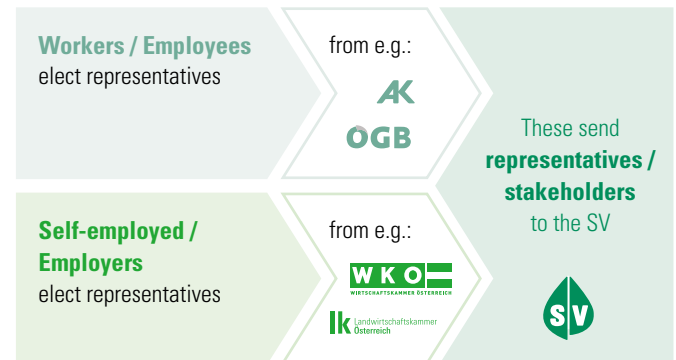 Workers / Employees
elect representatives
from e.g.:
AK
ÖGB
Self-employed /
Employers
elect representatives
from e.g.:
WKO
WIRTSCHAFTSKAMMER ÖSTERREICH
lk Landwirtschaftskammer
Österreich
These send
representatives /
stakeholders
to the SV
SV